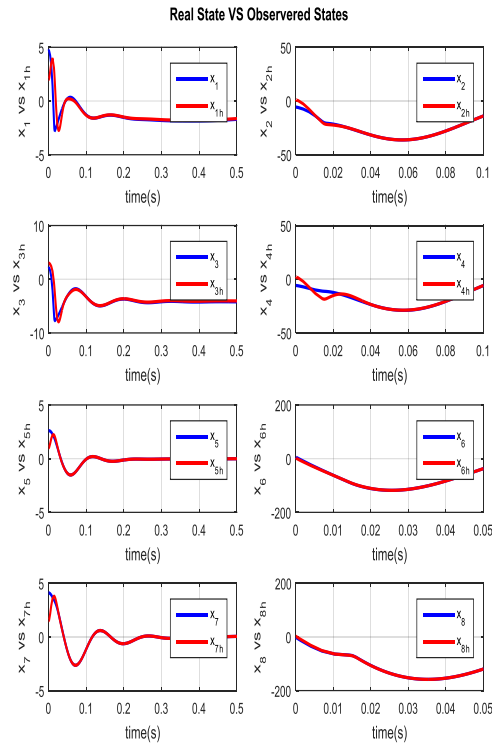 Real State VS Observered States
5
0
-5
x1 vs x1h
x1
x1h
0 0.1 0.2 0.3 0.4 0.5
time(s)
50
0
-50
x2 vs x2h
x2
x2h
0 0.02 0.04 0.06 0.08 0.1
time(s)
10
0
-10
x3 vs x3h
x3
x3h
0 0.1 0.2 0.3 0.4 0.5
time(s)
50
0
-50
x4 vs x4h
x4
x4h
0 0.02 0.04 0.06 0.08 0.1
time(s)
5
0
-5
x5 vs x5h
x5
x5h
0 0.1 0.2 0.3 0.4 0.5
time(s)
200
0
-200
x6 vs x6h
x6
x6h
0 0.01 0.02 0.03 0.04 0.05
time(s)
5
0
-5
x7 vs x7h
x7
x7h
0 0.1 0.2 0.3 0.4 0.5
time(s)
200
0
-200
x8 vs x8h
x8
x8h
0 0.01 0.02 0.03 0.04 0.05
time(s)